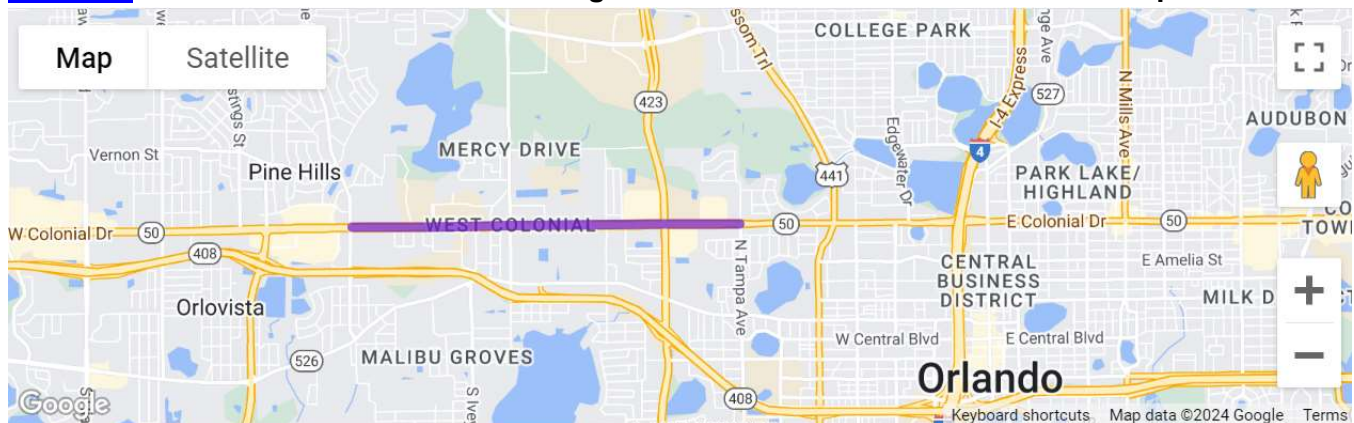 Map
Satellite
COLLEGE PARK
I-4 Express
N Mills Ave
527
423
AUDUBON
Vernon St
Pine Hills
MERCY DRIVE
Edgewater Dr
4
441
PARK LAKE/
HIGHLAND
W Colonial Dr
50
WEST COLONIAL
50
E Colonial Dr
50
408
N Tampa Ave
CENTRAL
BUSINESS
DISTRICT
E Amelia St
Orlovista
MILK D
W Central Blvd
E Central Blvd
526
MALIBU GROVES
Orlando
408
Google
Keyboard shortcuts
Map data ©2024 Google
Terms